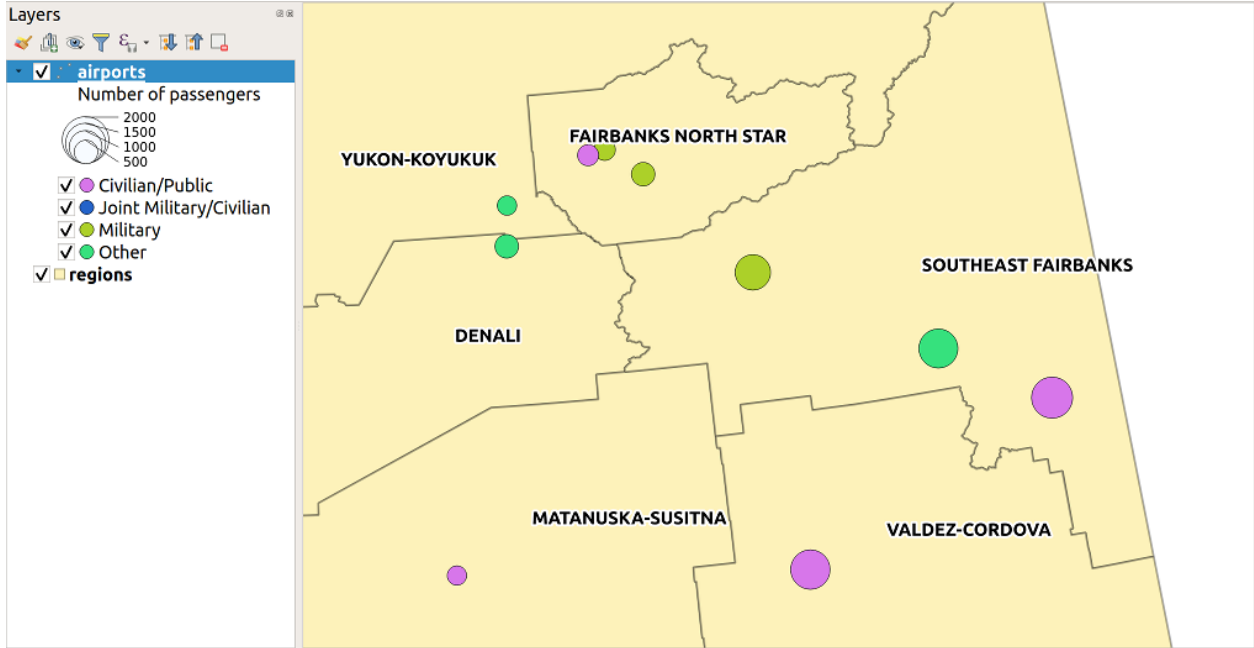 Layers
airports
Number of passengers
2000
1500
1000
500
Civilian/Public
Joint Military/Civilian
Military
Other
regions
FAIRBANKS NORTH STAR
YUKON-KOYUKUK
SOUTHEAST FAIRBANKS
DENALI
MATANUSKA-SUSITNA
VALDEZ-CORDOVA